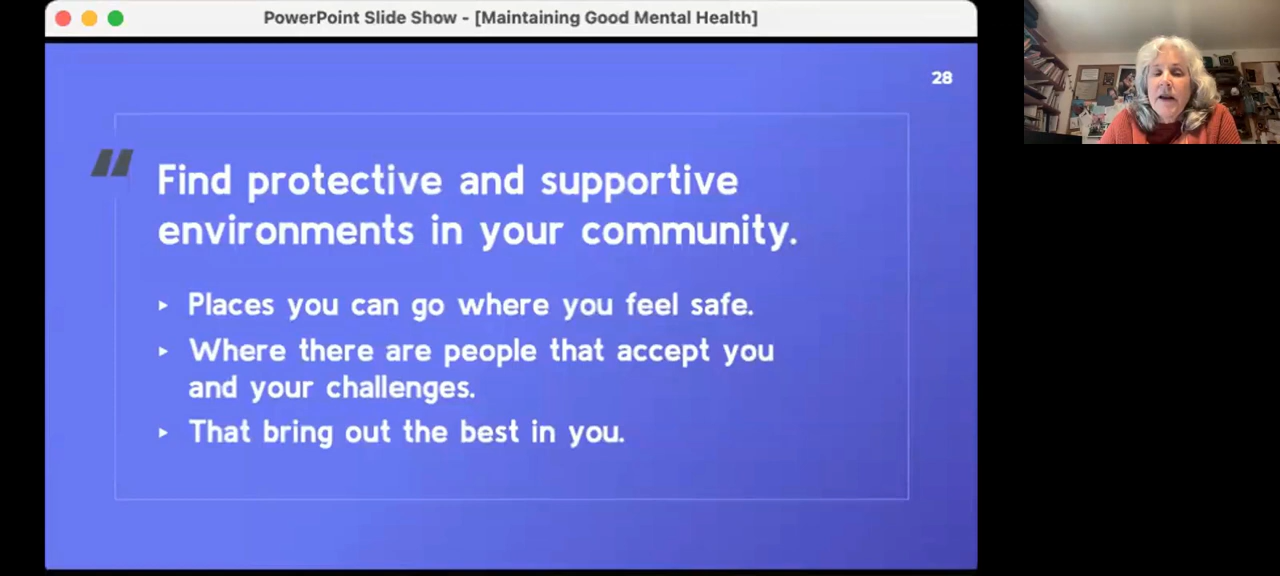 PowerPoint Slide Show - [Maintaining Good Mental Health]
28
Find protective and supportive
environments in your community.
▸ Places you can go where you feel safe.
▸ Where there are people that accept you
and your challenges.
▸ That bring out the best in you.